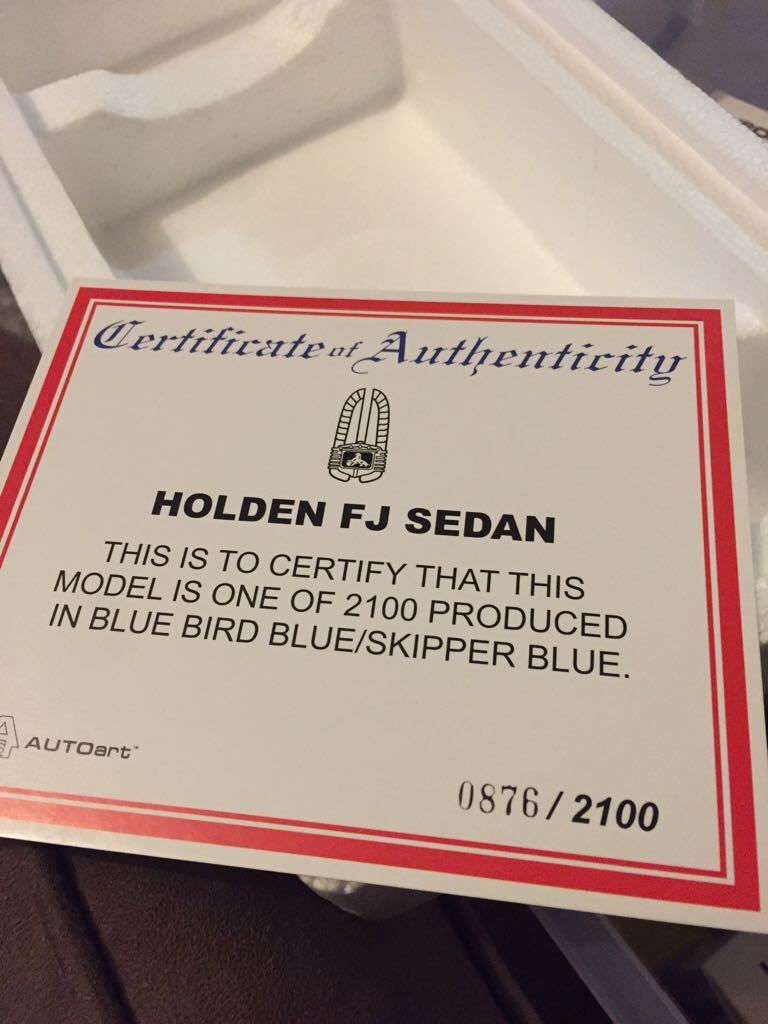 Certificate of Authenticity
HOLDEN FJ SEDAN
THIS IS TO CERTIFY THAT THIS
MODEL IS ONE OF 2100 PRODUCED
IN BLUE BIRD BLUE/SKIPPER BLUE.
AUTOart™
0876/2100